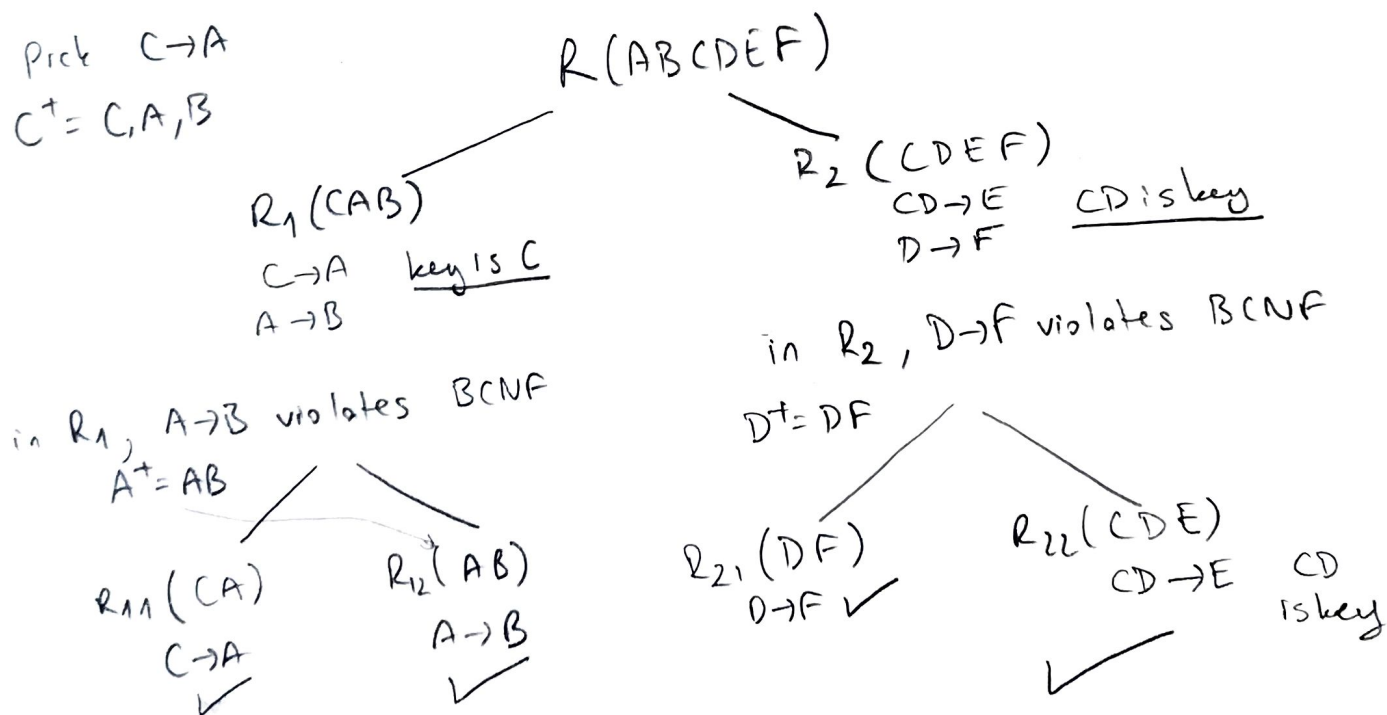 Pick C→A
C⁺= C,A,B
R(ABCDEF)
R₁(CAB)
C→A key is C
A→B
R₂(CDEF)
CD→E CD is key
D→F
in R₁, A→B violates BCNF
A⁺= AB
in R₂, D→F violates BCNF
D⁺= DF
R₁₁(CA)
C→A
✓
R₁₂(AB)
A→B
✓
R₂₁(DF)
D→F ✓
R₂₂(CDE)
CD→E CD is key
✓